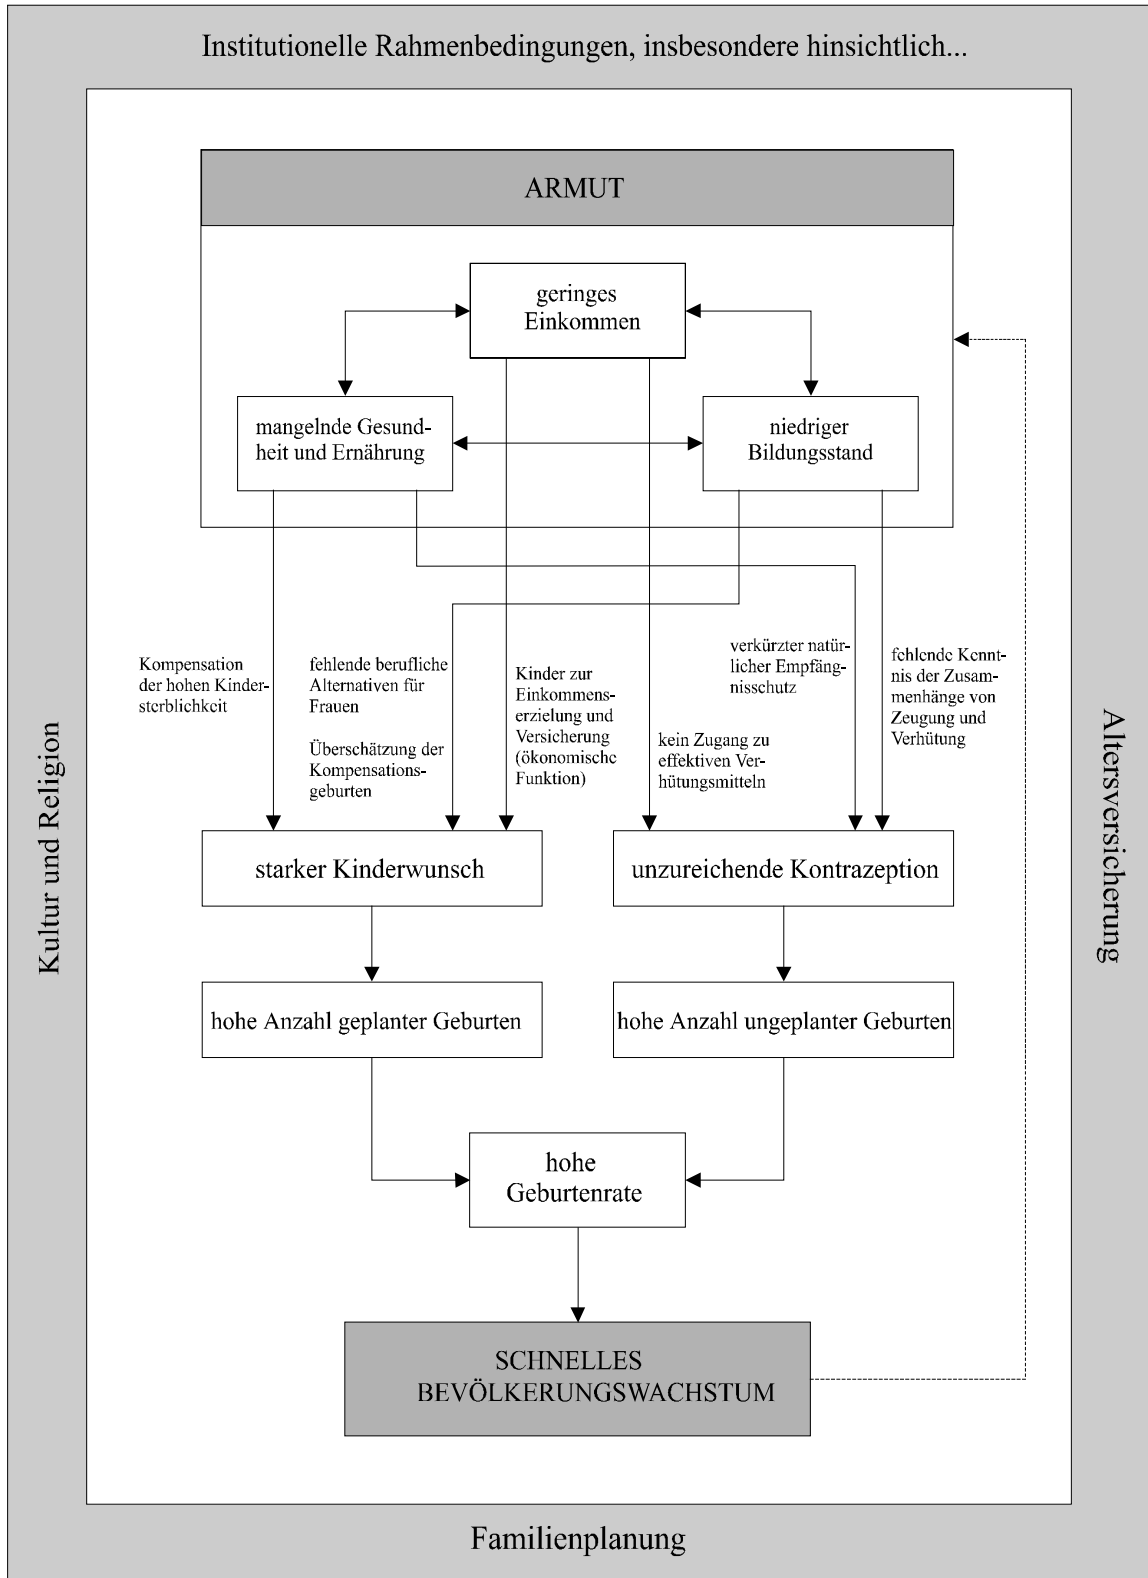 Institutionelle Rahmenbedingungen, insbesondere hinsichtlich...
ARMUT
geringes
Einkommen
mangelnde Gesund-
heit und Ernährung
niedriger
Bildungsstand
Kompensation
der hohen Kinder-
sterblichkeit
fehlende berufliche
Alternativen für
Frauen
Überschätzung der
Kompensations-
geburten
Kinder zur
Einkommens-
erzielung und
Versicherung
(ökonomische
Funktion)
kein Zugang zu
effektiven Ver-
hütungsmitteln
verkürzter natür-
licher Empfäng-
nisschutz
fehlende Kennt-
nis der Zusam-
menhänge von
Zeugung und
Verhütung
starker Kinderwunsch
unzureichende Kontrazeption
hohe Anzahl geplanter Geburten
hohe Anzahl ungeplanter Geburten
hohe
Geburtenrate
SCHNELLES
BEVÖLKERUNGSWACHSTUM
Kultur und Religion
Altersversicherung
Familienplanung